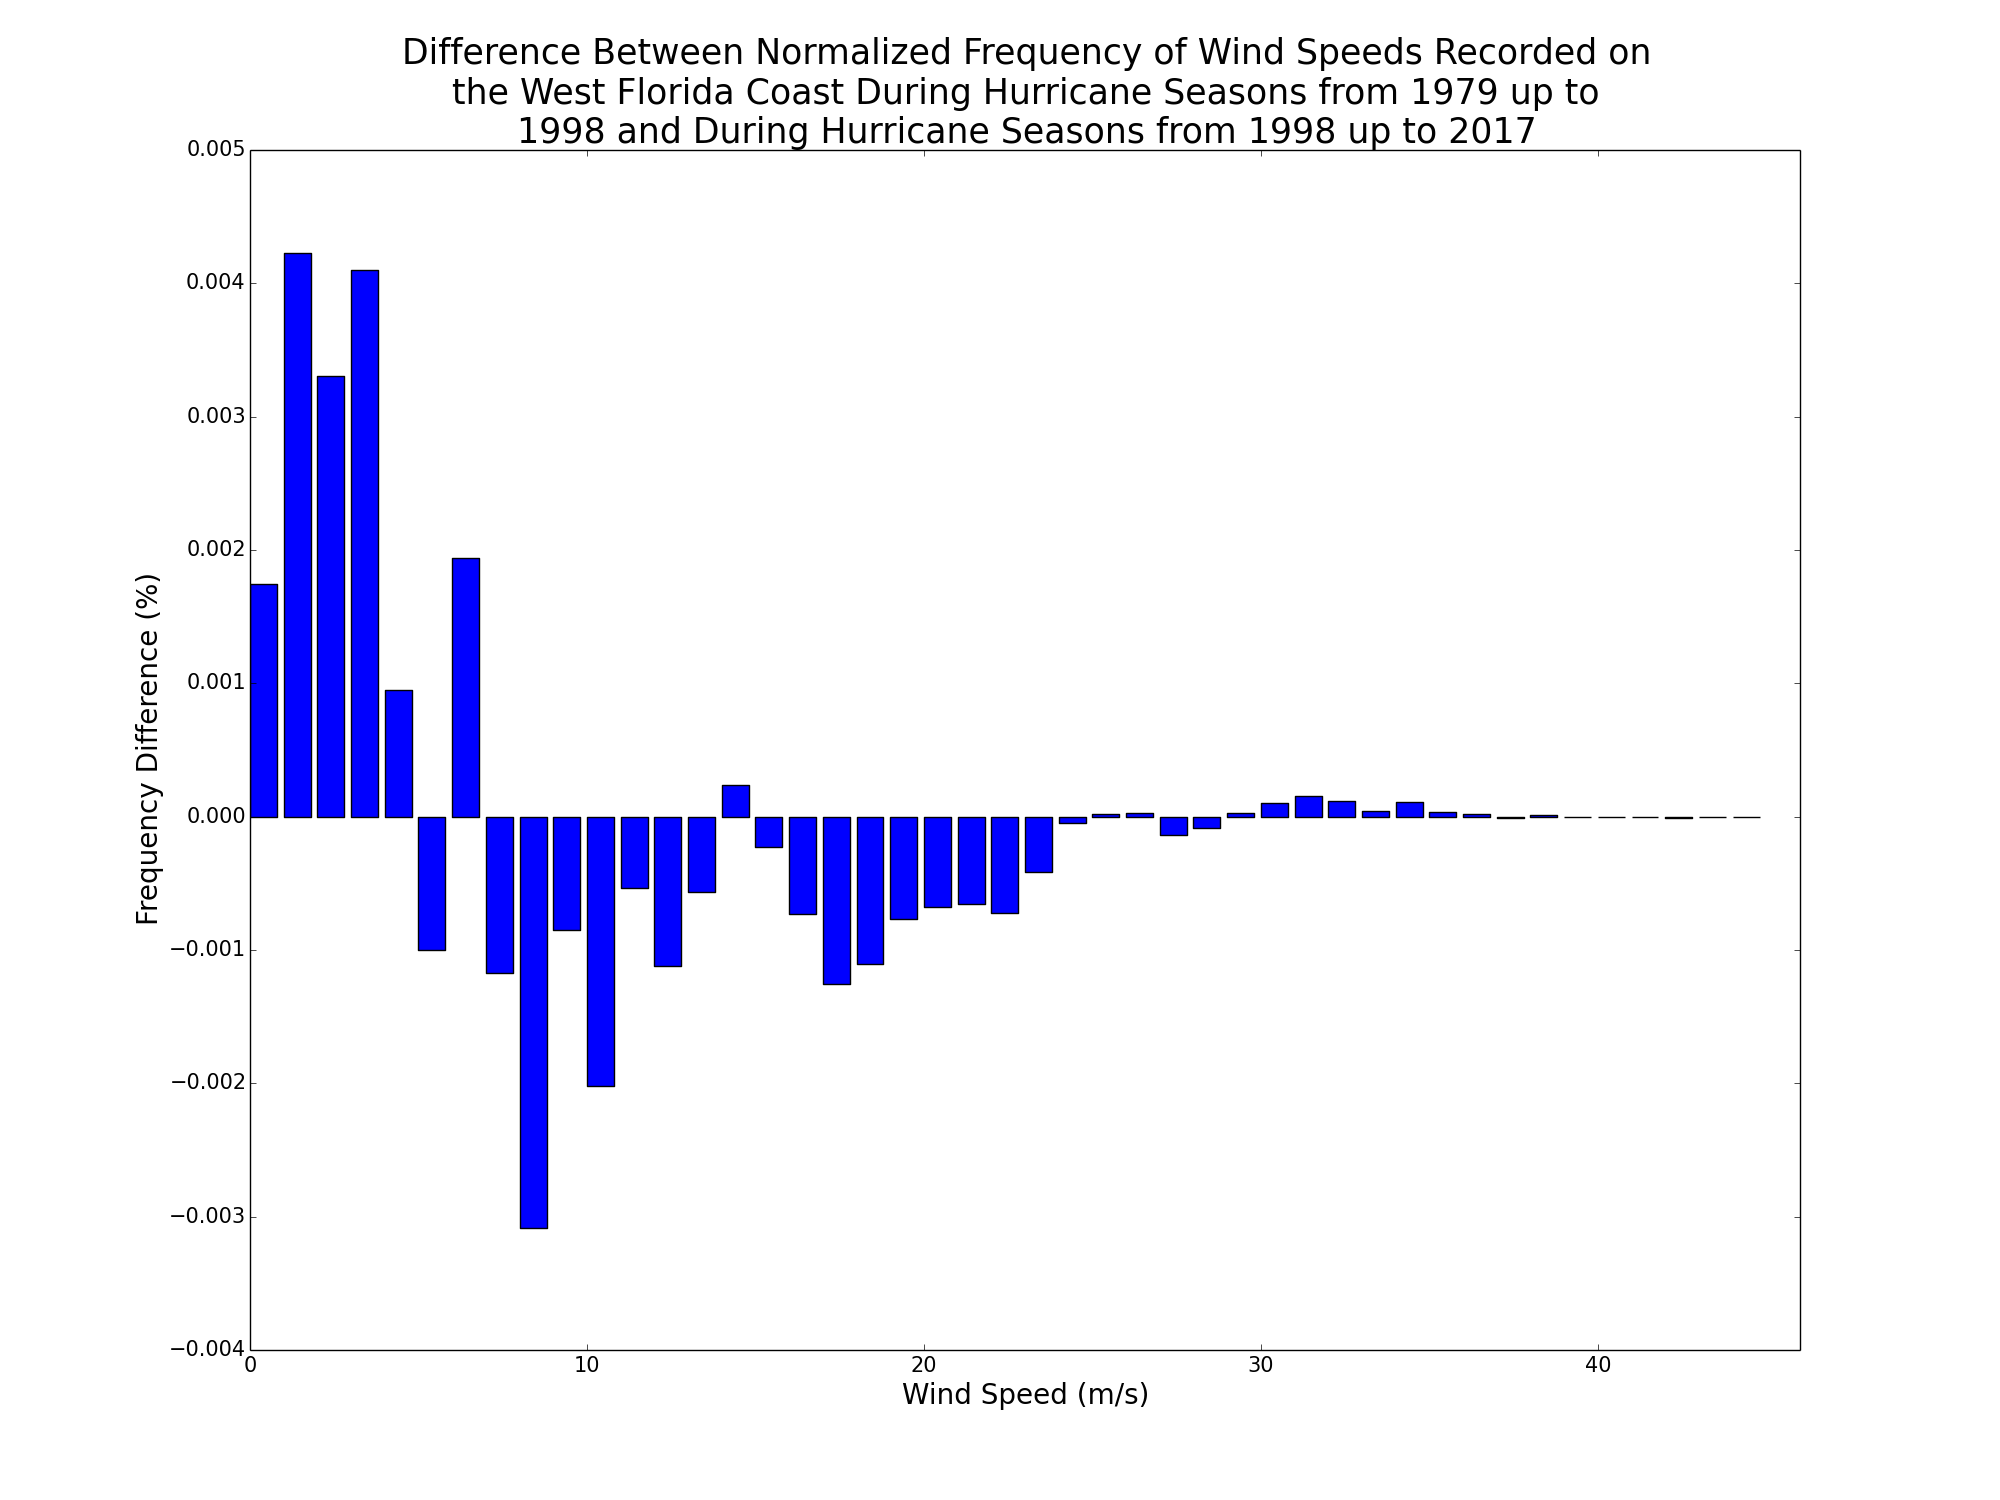 Difference Between Normalized Frequency of Wind Speeds Recorded on
the West Florida Coast During Hurricane Seasons from 1979 up to
1998 and During Hurricane Seasons from 1998 up to 2017
Frequency Difference (%)
0.005
0.004
0.003
0.002
0.001
0.000
−0.001
−0.002
−0.003
−0.004
0 10 20 30 40
Wind Speed (m/s)